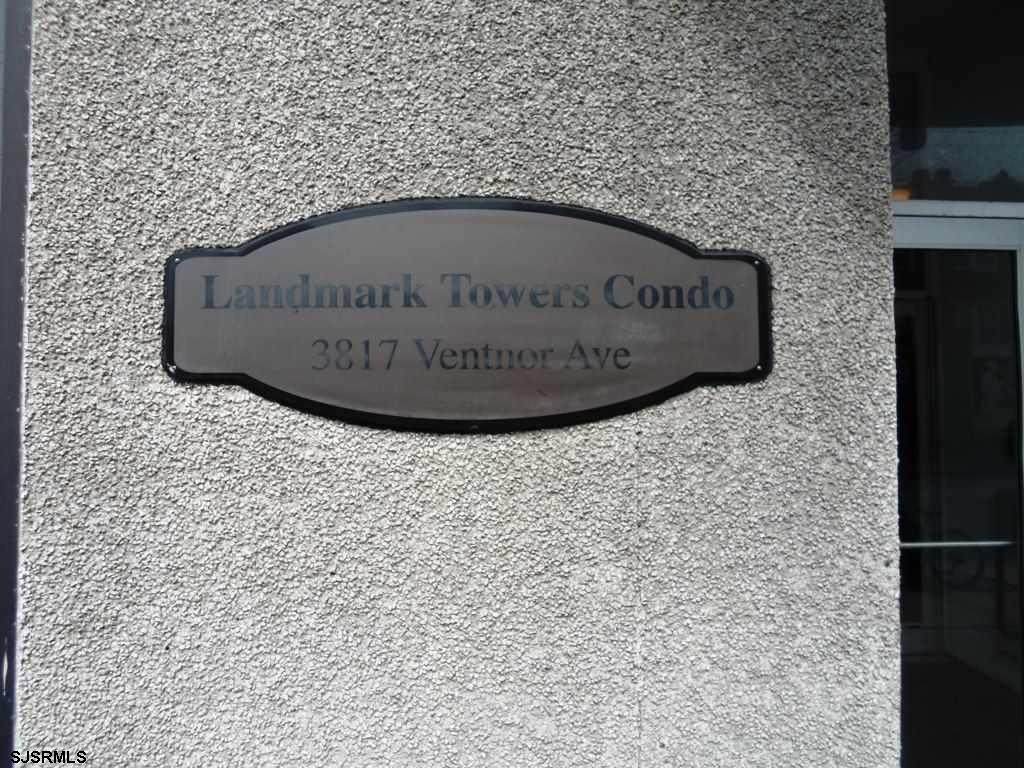 Landmark Towers Condo
3817 Ventnor Ave
SJSRMLS